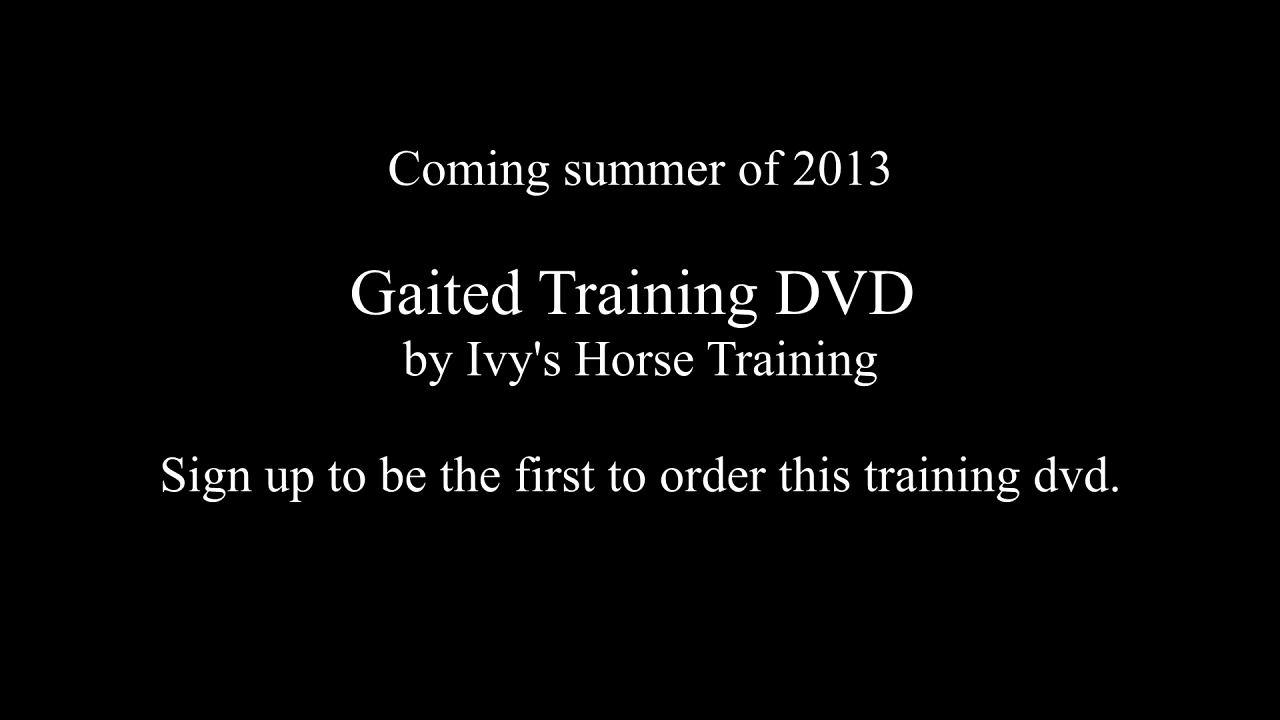 Coming summer of 2013
Gaited Training DVD
by Ivy's Horse Training
Sign up to be the first to order this training dvd.